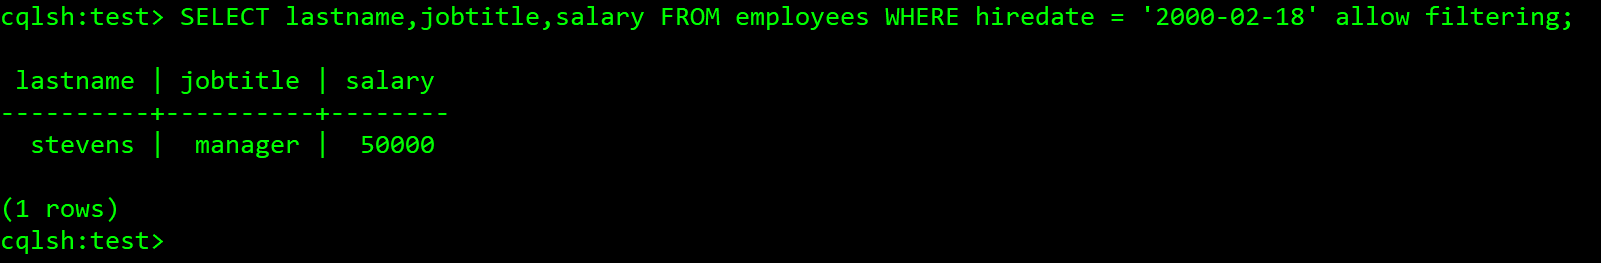 cqlsh:test> SELECT lastname,jobtitle,salary FROM employees WHERE hiredate = '2000-02-18' allow filtering;
 lastname | jobtitle | salary
----------+----------+--------
  stevens |  manager |  50000
(1 rows)
cqlsh:test>